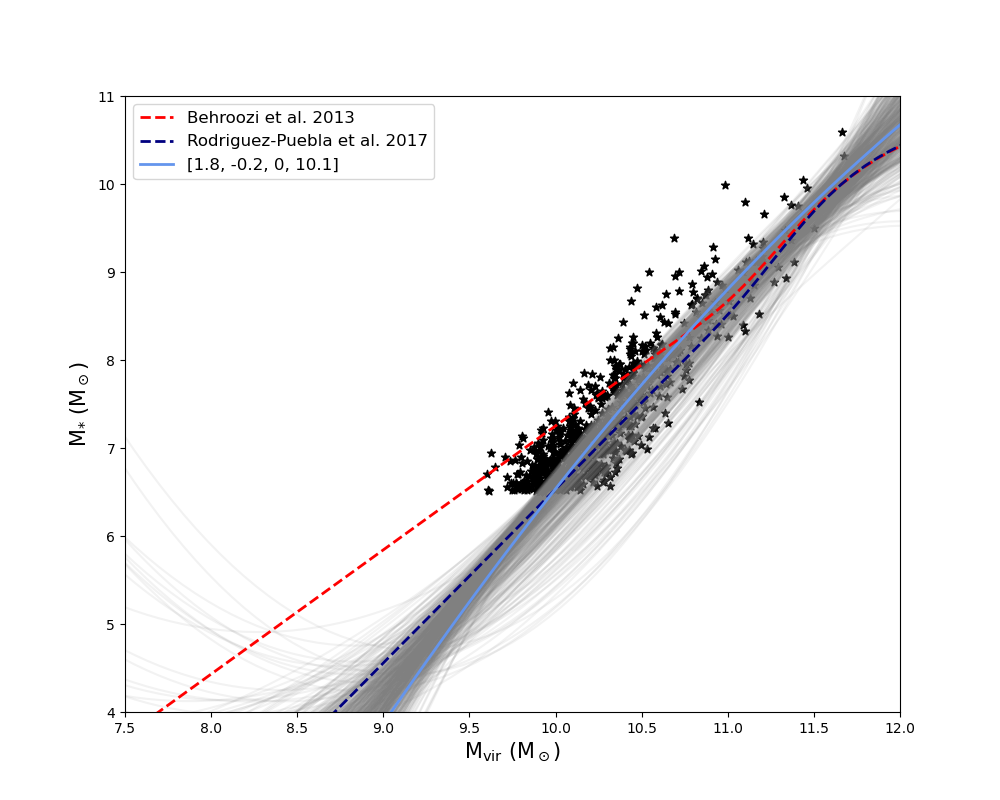 11
10
9
8
7
6
5
4
M* (M⊙)
Behroozi et al. 2013
Rodriguez-Puebla et al. 2017
[1.8, -0.2, 0, 10.1]
7.5 8.0 8.5 9.0 9.5 10.0 10.5 11.0 11.5 12.0
Mvir (M⊙)